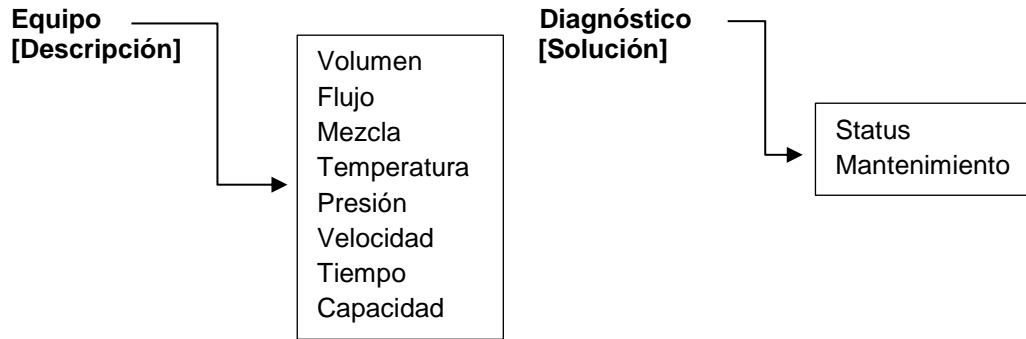 Equipo
[Descripción]
Volumen
Flujo
Mezcla
Temperatura
Presión
Velocidad
Tiempo
Capacidad
Diagnóstico
[Solución]
Status
Mantenimiento